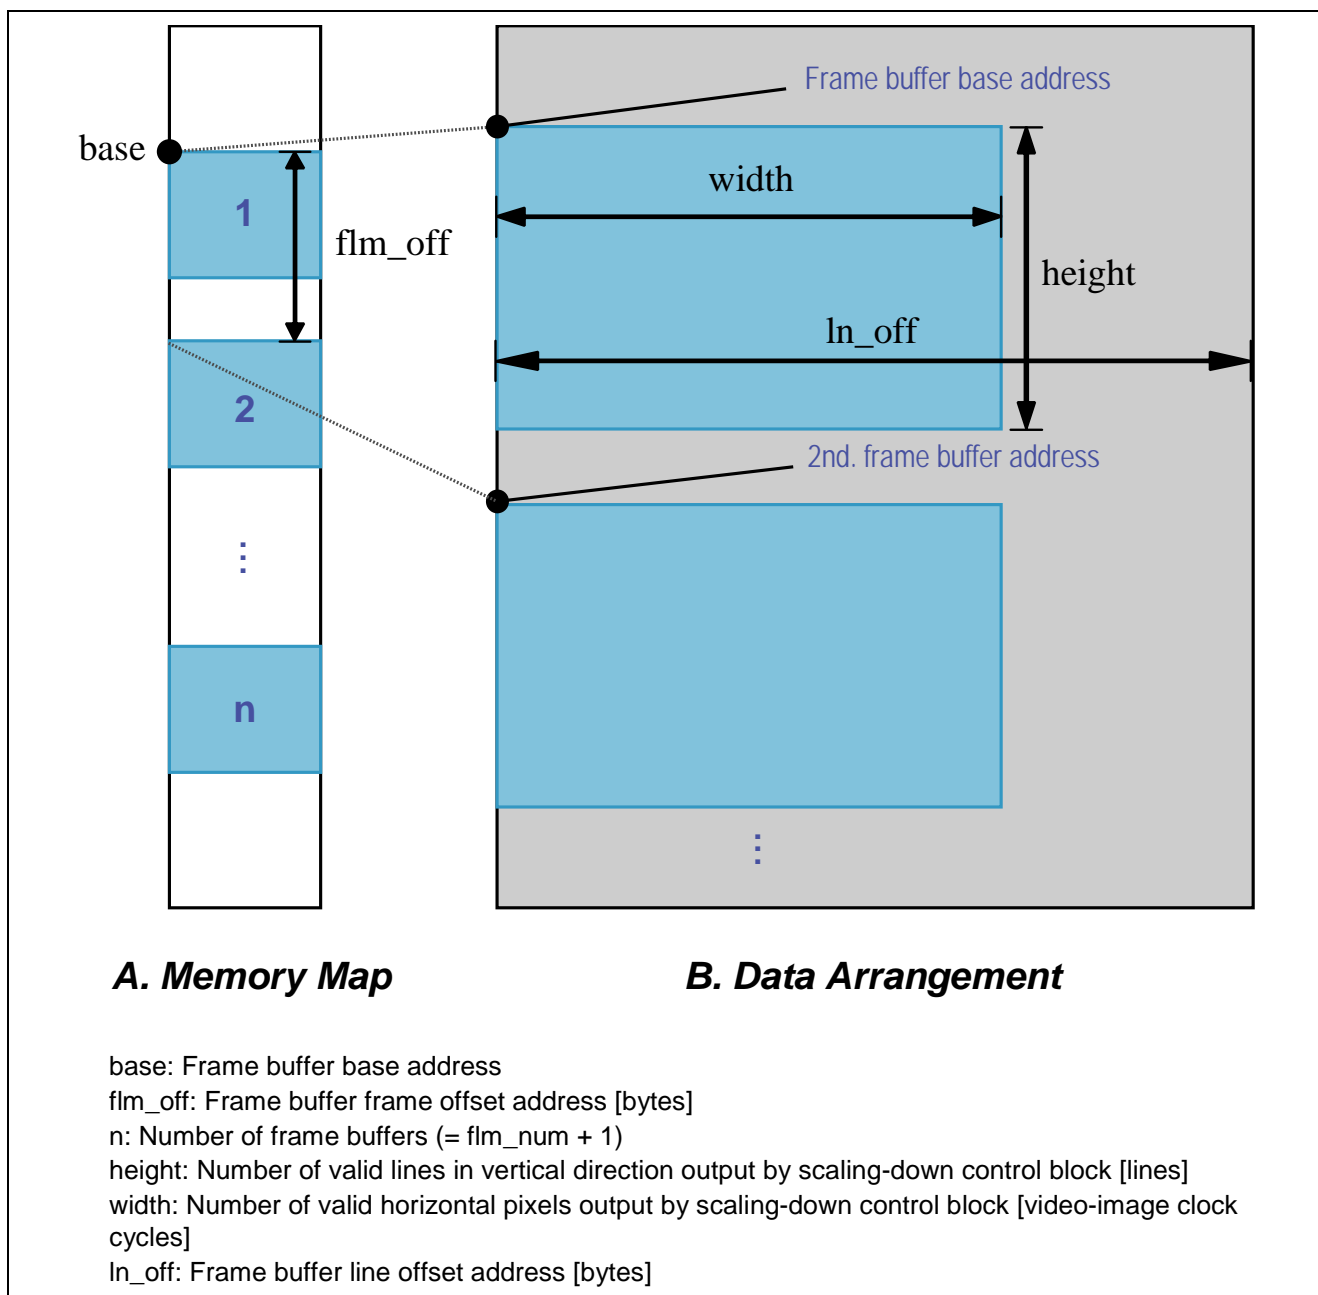 Frame buffer base address
base
1
width
flm_off
height
ln_off
2
2nd. frame buffer address
⋮
n
⋮
A. Memory Map
B. Data Arrangement
base: Frame buffer base address
flm_off: Frame buffer frame offset address [bytes]
n: Number of frame buffers (= flm_num + 1)
height: Number of valid lines in vertical direction output by scaling-down control block [lines]
width: Number of valid horizontal pixels output by scaling-down control block [video-image clock
cycles]
ln_off: Frame buffer line offset address [bytes]